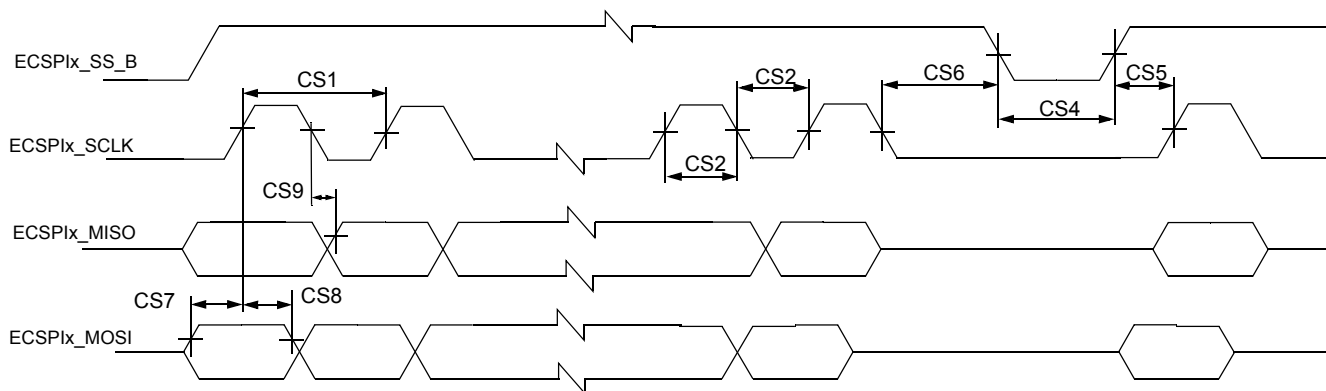 ECSPIx_SS_B
CS1
CS2
CS6
CS5
CS4
ECSPIx_SCLK
CS2
CS9
ECSPIx_MISO
CS7
CS8
ECSPIx_MOSI